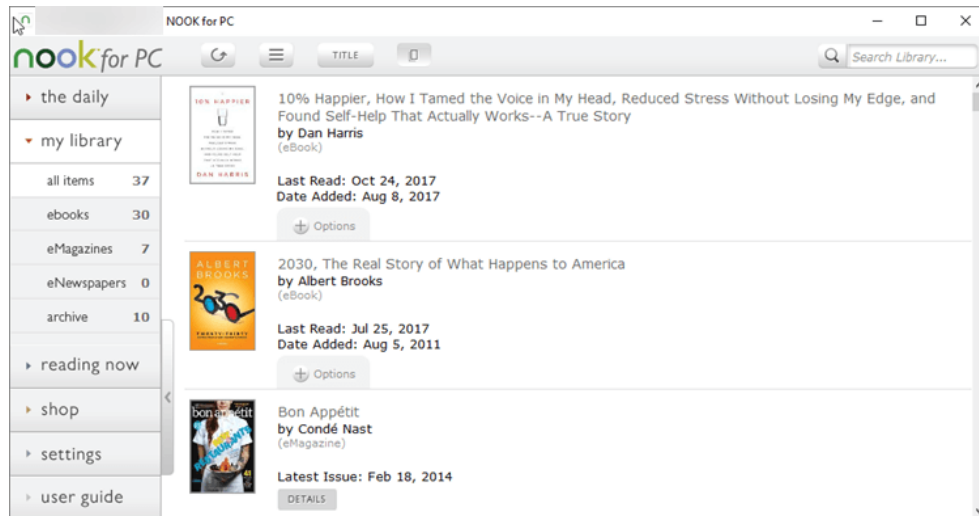 NOOK for PC
nook for PC
TITLE
Search Library...
the daily
my library
all items 37
ebooks 30
eMagazines 7
eNewspapers 0
archive 10
reading now
shop
settings
user guide
10% HAPPIER
DAN HARRIS
10% Happier, How I Tamed the Voice in My Head, Reduced Stress Without Losing My Edge, and
Found Self-Help That Actually Works--A True Story
by Dan Harris
(eBook)
Last Read: Oct 24, 2017
Date Added: Aug 8, 2017
Options
ALBERT
BROOKS
2030
TWENTY-THIRTY
2030, The Real Story of What Happens to America
by Albert Brooks
(eBook)
Last Read: Jul 25, 2017
Date Added: Aug 5, 2011
Options
bon appétit
RESTAURANTS
Bon Appétit
by Condé Nast
(eMagazine)
Latest Issue: Feb 18, 2014
DETAILS